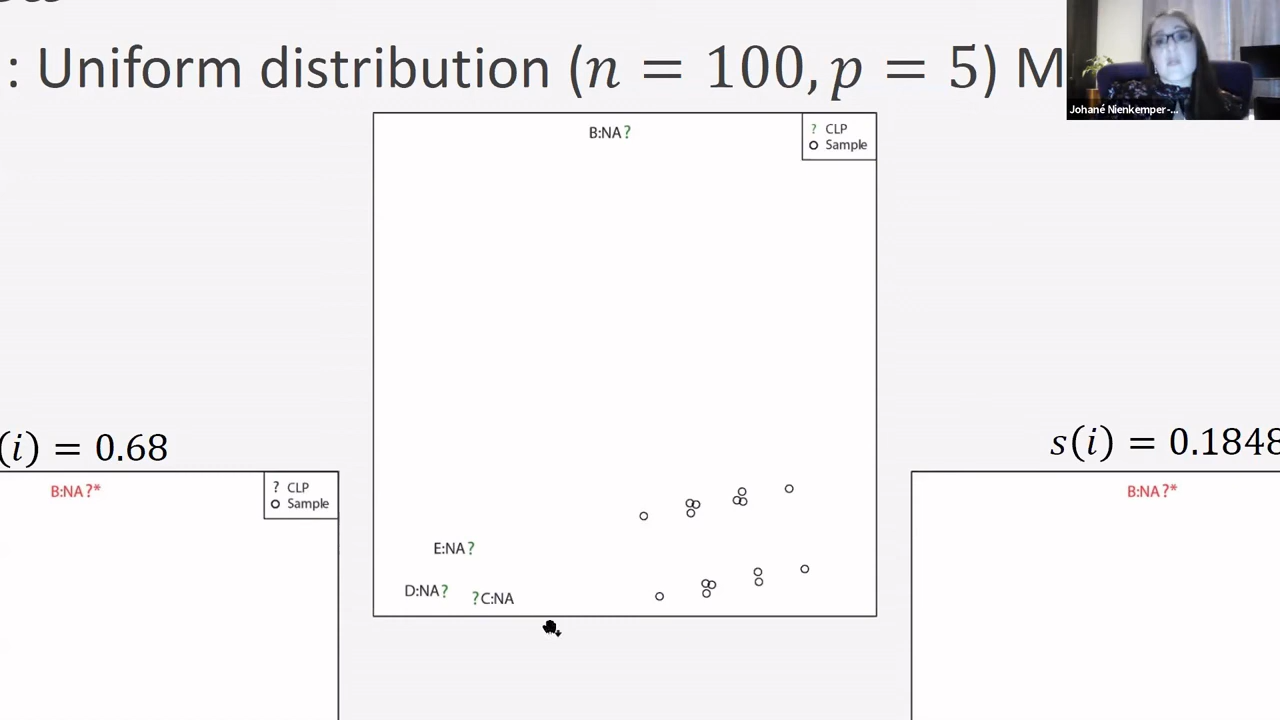 : Uniform distribution (n = 100, p = 5) M
Johané Nienkemper-...
B:NA?
? CLP
Sample
(i) = 0.68
s(i) = 0.1848
B:NA?*
? CLP
Sample
B:NA?*
E:NA?
D:NA?
?C:NA